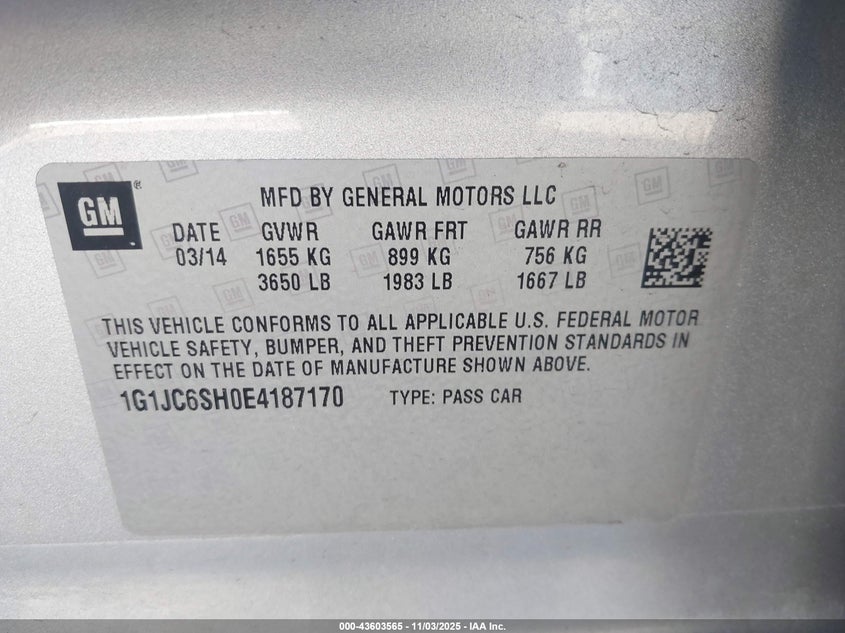 GM®
MFD BY GENERAL MOTORS LLC
DATE GVWR GAWR FRT GAWR RR
03/14 1655 KG 899 KG 756 KG
3650 LB 1983 LB 1667 LB
THIS VEHICLE CONFORMS TO ALL APPLICABLE U.S. FEDERAL MOTOR
VEHICLE SAFETY, BUMPER, AND THEFT PREVENTION STANDARDS IN
EFFECT ON THE DATE OF MANUFACTURE SHOWN ABOVE.
1G1JC6SH0E4187170 TYPE: PASS CAR
000-43603565 - 11/03/2025 - IAA Inc.